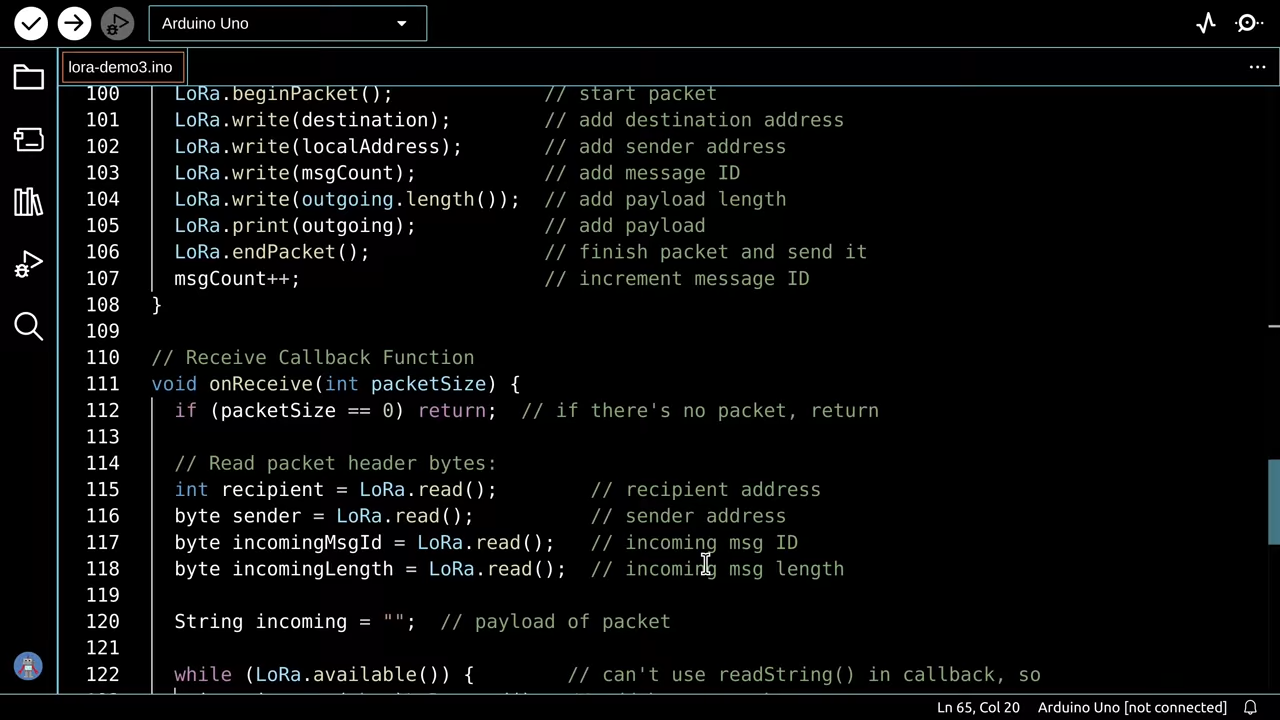 Arduino Uno
lora-demo3.ino
100 LoRa.beginPacket(); // start packet
101 LoRa.write(destination); // add destination address
102 LoRa.write(localAddress); // add sender address
103 LoRa.write(msgCount); // add message ID
104 LoRa.write(outgoing.length()); // add payload length
105 LoRa.print(outgoing); // add payload
106 LoRa.endPacket(); // finish packet and send it
107 msgCount++; // increment message ID
108 }
109
110 // Receive Callback Function
111 void onReceive(int packetSize) {
112 if (packetSize == 0) return; // if there's no packet, return
113
114 // Read packet header bytes:
115 int recipient = LoRa.read(); // recipient address
116 byte sender = LoRa.read(); // sender address
117 byte incomingMsgId = LoRa.read(); // incoming msg ID
118 byte incomingLength = LoRa.read(); // incoming msg length
119
120 String incoming = ""; // payload of packet
121
122 while (LoRa.available()) { // can't use readString() in callback, so
Ln 65, Col 20 Arduino Uno [not connected]